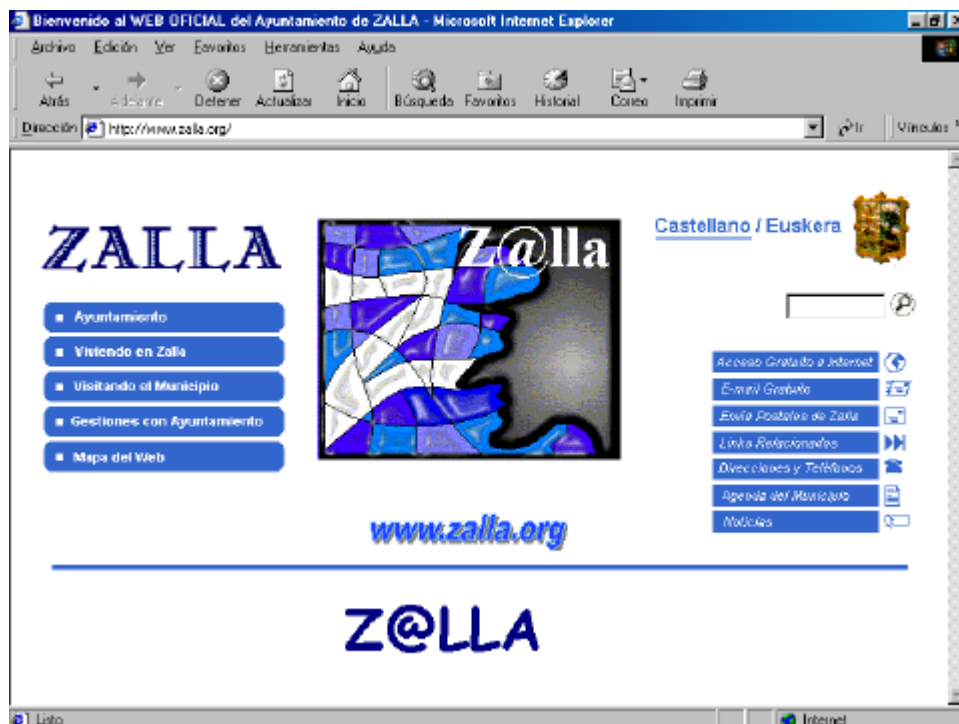 Bienvenido al WEB OFICIAL del Ayuntamiento de ZALLA - Microsoft Internet Explorer
Archivo Edición Ver Favoritos Herramientas Ayuda
Atrás Adelante Detener Actualizar Inicio Búsqueda Favoritos Historial Correo Imprimir
Dirección http://www.zalla.org/ Ir Vínculos »
ZALLA
Z@lla
Castellano / Euskera
Ayuntamiento
Viviendo en Zalla
Visitando el Municipio
Gestiones con Ayuntamiento
Mapa del Web
Acceso Gratuito a Internet
E-mail Gratuito
Envía Postales de Zalla
Links Relacionados
Direcciones y Teléfonos
Agenda del Municipio
Noticias
www.zalla.org
Z@LLA
Listo Internet